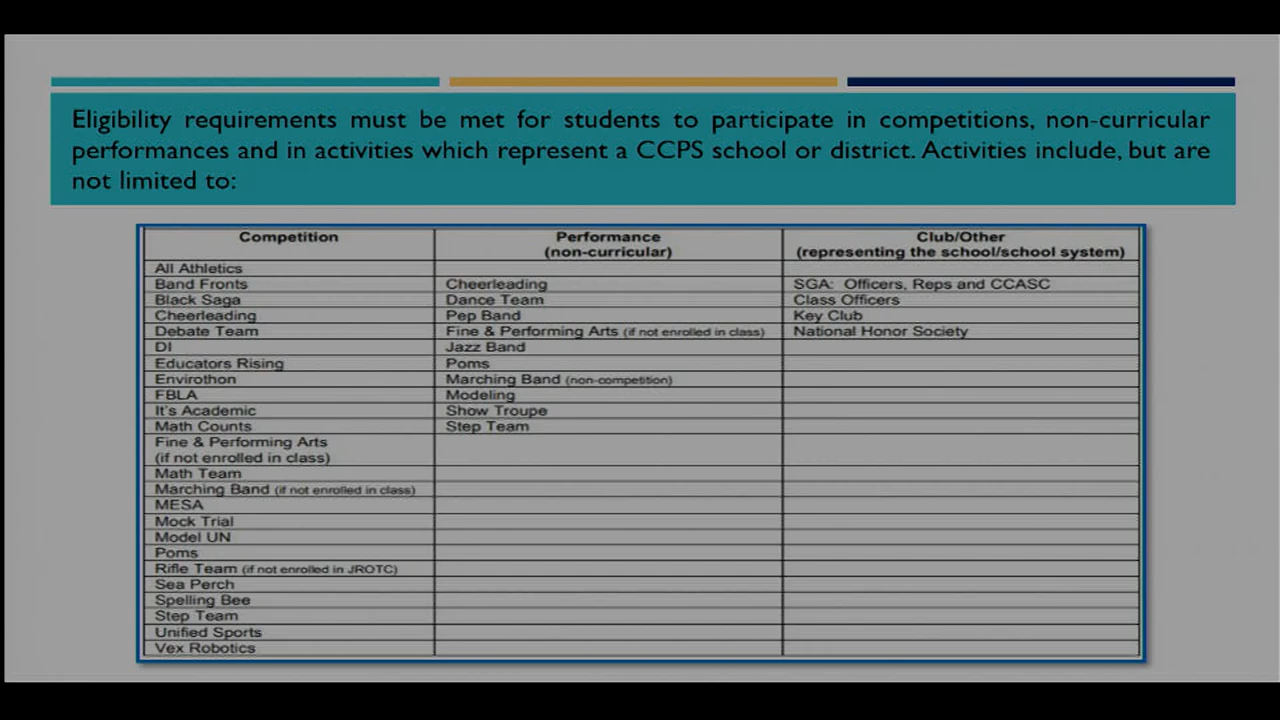 Eligibility requirements must be met for students to participate in competitions, non-curricular
performances and in activities which represent a CCPS school or district. Activities include, but are
not limited to:
Competition Performance Club/Other
(non-curricular) (representing the school/school system)
All Athletics
Band Fronts Cheerleading SGA: Officers, Reps and CCASC
Black Saga Dance Team Class Officers
Cheerleading Pep Band Key Club
Debate Team Fine & Performing Arts (if not enrolled in class) National Honor Society
DI Jazz Band
Educators Rising Poms
Envirothon Marching Band (non-competition)
FBLA Modeling
It's Academic Show Troupe
Math Counts Step Team
Fine & Performing Arts
(if not enrolled in class)
Math Team
Marching Band (if not enrolled in class)
MESA
Mock Trial
Model UN
Poms
Rifle Team (if not enrolled in JROTC)
Sea Perch
Spelling Bee
Step Team
Unified Sports
Vex Robotics